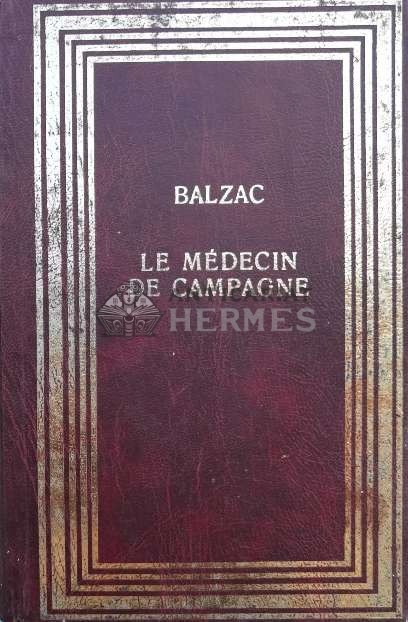 BALZAC
LE MÉDECIN
DE CAMPAGNE
HERMES